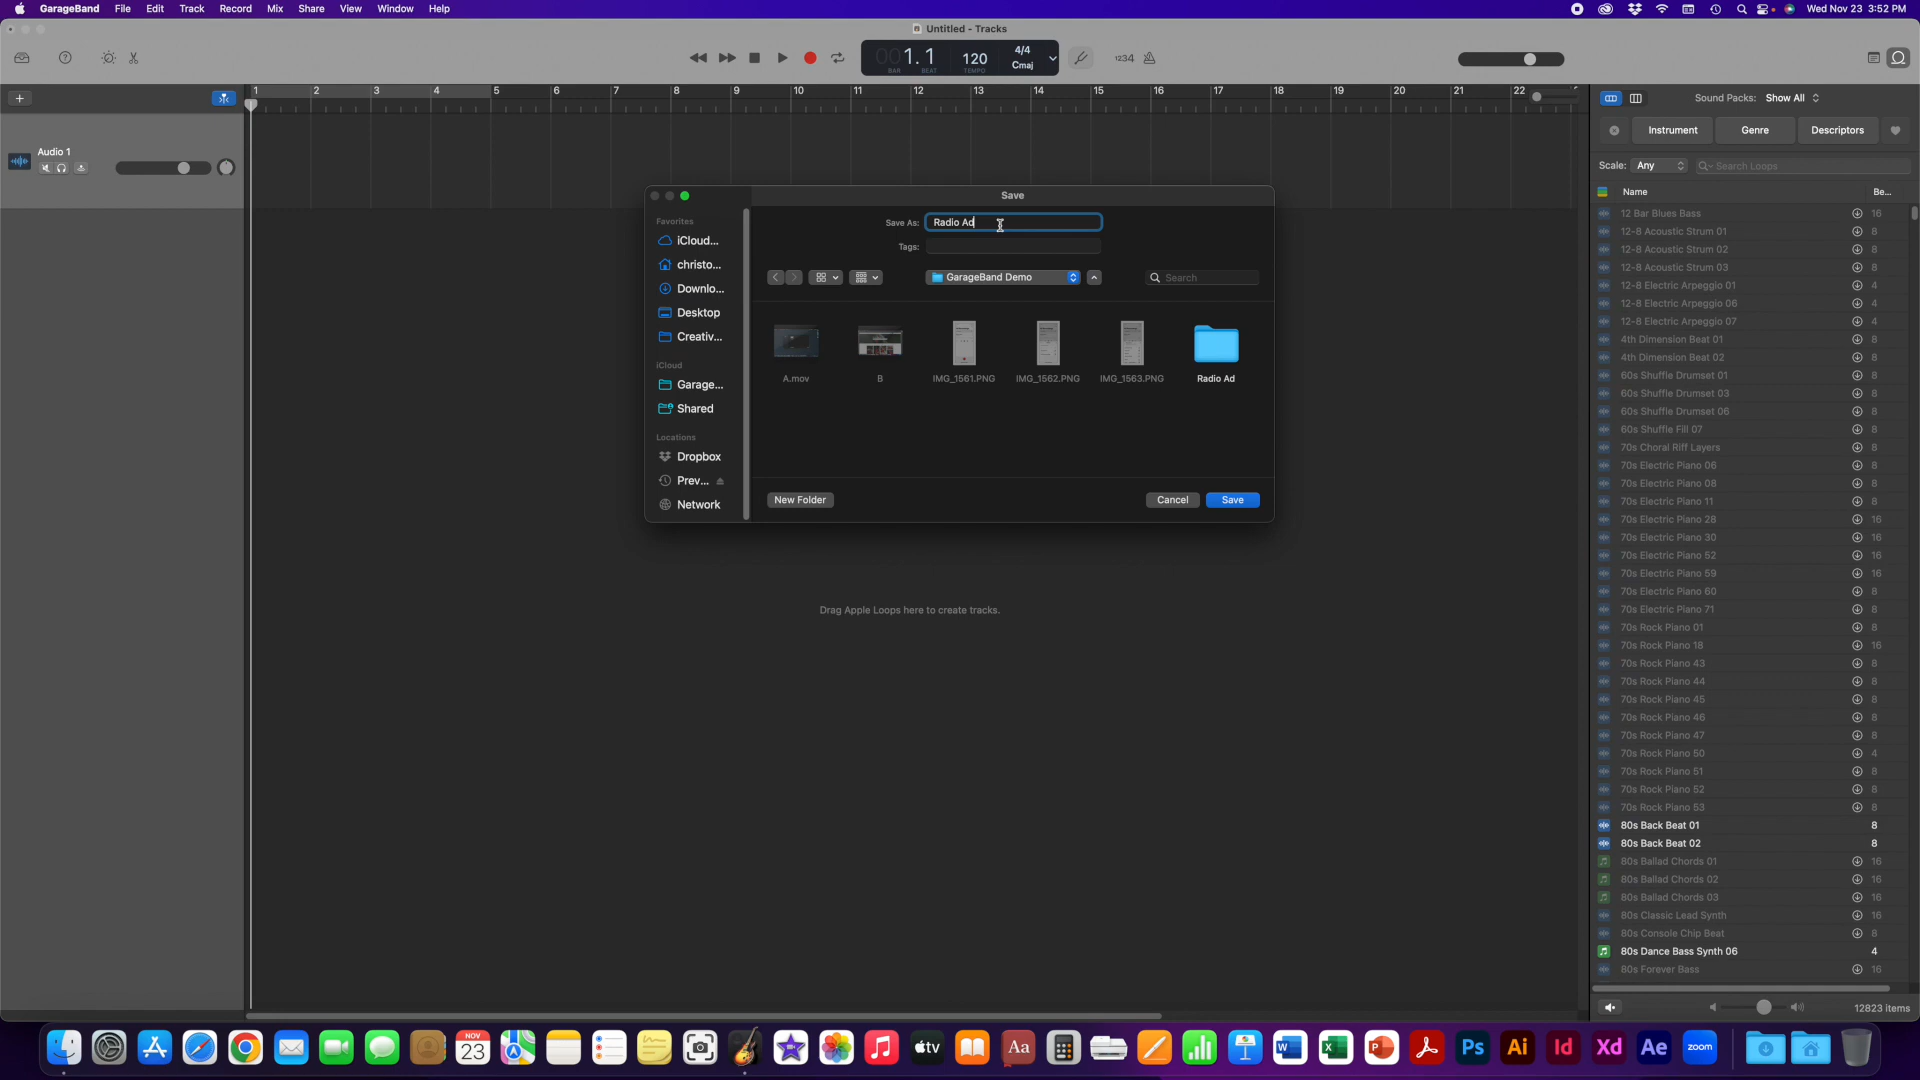 GarageBand File Edit Track Record Mix Share View Window Help
Wed Nov 23 3:52 PM
Untitled - Tracks
001.1
BAR BEAT
120
TEMPO
4/4
Cmaj
1234
1 2 3 4 5 6 7 8 9 10 11 12 13 14 15 16 17 18 19 20 21 22
Audio 1
Save
Save As: Radio Ad
Tags:
GarageBand Demo
Search
Favorites
iCloud...
christo...
Downlo...
Desktop
Creativ...
iCloud
Garage...
Shared
Locations
Dropbox
Prev...
Network
A.mov
B
IMG_1561.PNG
IMG_1562.PNG
IMG_1563.PNG
Radio Ad
New Folder
Cancel
Save
Drag Apple Loops here to create tracks.
Sound Packs: Show All
Instrument
Genre
Descriptors
Scale: Any
Search Loops
Name Be...
12 Bar Blues Bass 16
12-8 Acoustic Strum 01 8
12-8 Acoustic Strum 02 8
12-8 Acoustic Strum 03 8
12-8 Electric Arpeggio 01 4
12-8 Electric Arpeggio 06 4
12-8 Electric Arpeggio 07 4
4th Dimension Beat 01 8
4th Dimension Beat 02 8
60s Shuffle Drumset 01 8
60s Shuffle Drumset 03 8
60s Shuffle Drumset 06 8
60s Shuffle Fill 07 8
70s Choral Riff Layers 8
70s Electric Piano 06 8
70s Electric Piano 08 8
70s Electric Piano 11 8
70s Electric Piano 28 16
70s Electric Piano 30 16
70s Electric Piano 52 16
70s Electric Piano 59 16
70s Electric Piano 60 8
70s Electric Piano 71 8
70s Rock Piano 01 8
70s Rock Piano 18 16
70s Rock Piano 43 8
70s Rock Piano 44 8
70s Rock Piano 45 8
70s Rock Piano 46 8
70s Rock Piano 47 8
70s Rock Piano 50 4
70s Rock Piano 51 8
70s Rock Piano 52 8
70s Rock Piano 53 8
80s Back Beat 01 8
80s Back Beat 02 8
80s Ballad Chords 01 16
80s Ballad Chords 02 16
80s Ballad Chords 03 16
80s Classic Lead Synth 16
80s Console Chip Beat 8
80s Dance Bass Synth 06 4
80s Forever Bass 16
12823 items
NOV
23
tv
Aa
Ps
Ai
Id
Xd
Ae
zoom